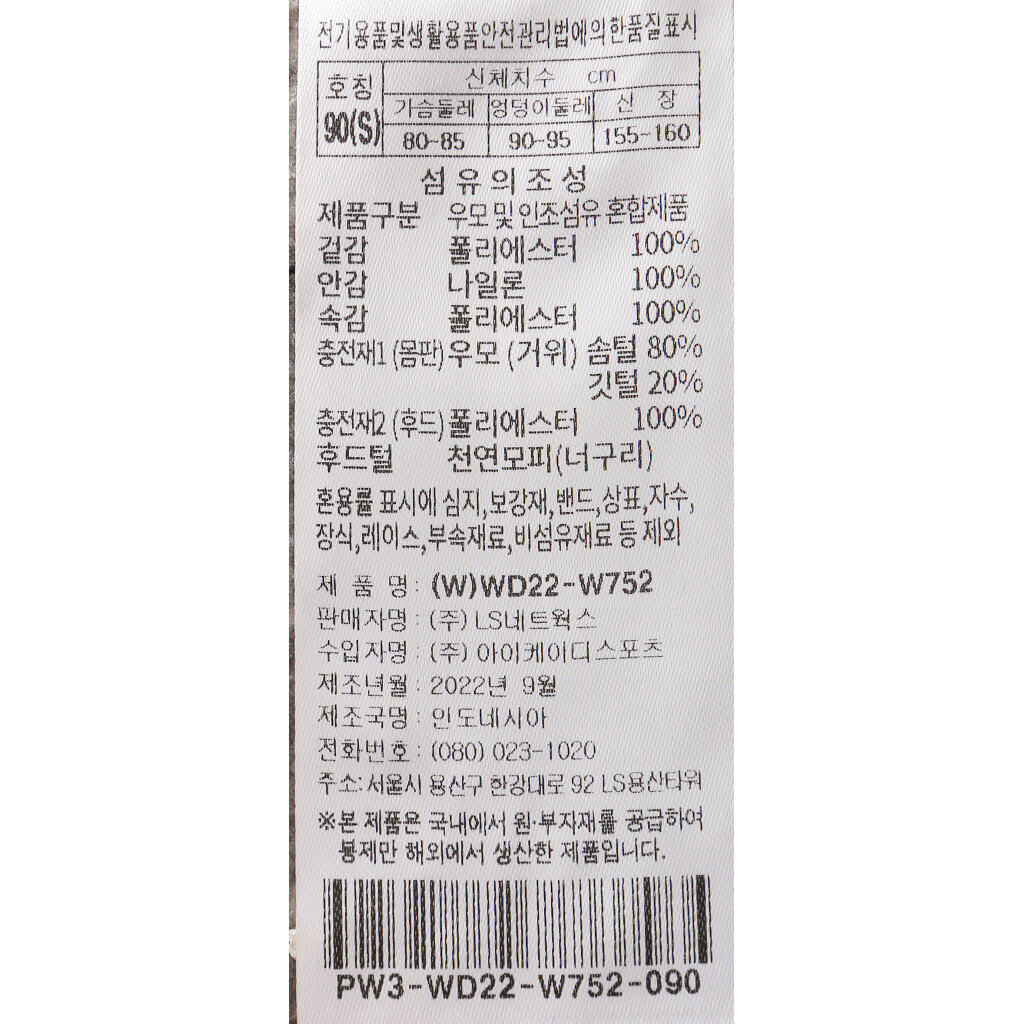 전기용품및생활용품안전관리법에의한품질표시
호칭 신체치수 cm
가슴둘레 엉덩이둘레 신 장
90(S) 80-85 90-95 155-160
섬유의조성
제품구분 우모 및 인조섬유 혼합제품
겉감 폴리에스터 100%
안감 나일론 100%
속감 폴리에스터 100%
충전재1 (몸판) 우모 (거위) 솜털 80%
깃털 20%
충전재2 (후드) 폴리에스터 100%
후드털 천연모피(너구리)
혼용률 표시에 심지,보강재,밴드,상표,자수,
장식,레이스,부속재료,비섬유재료 등 제외
제 품 명 : (W)WD22-W752
판매자명 : (주) LS네트웍스
수입자명 : (주) 아이케이디스포츠
제조년월 : 2022년 9월
제조국명 : 인도네시아
전화번호 : (080) 023-1020
주소: 서울시 용산구 한강대로 92 LS용산타워
※본 제품은 국내에서 원·부자재를 공급하여
봉제만 해외에서 생산한 제품입니다.
PW3-WD22-W752-090